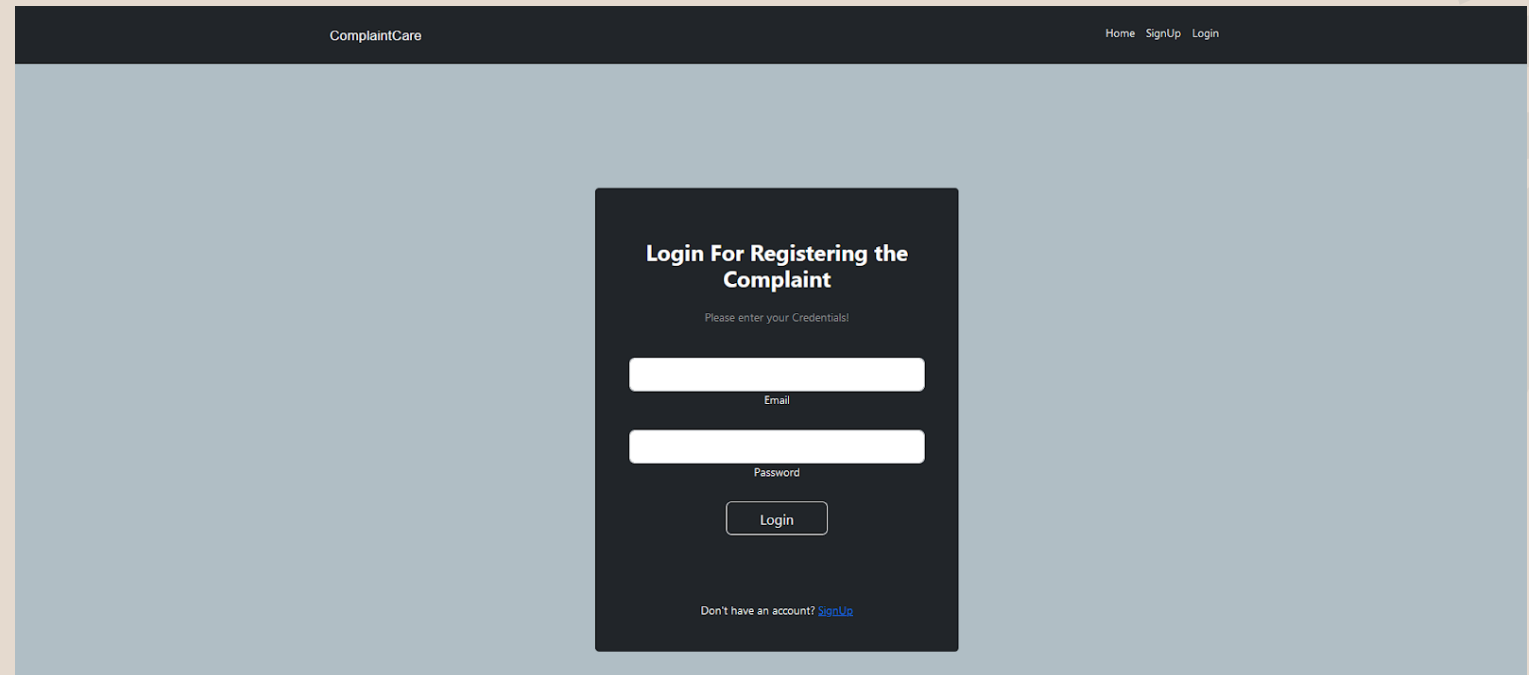 ComplaintCare
Home SignUp Login
Login For Registering the
Complaint
Please enter your Credentials!
Email
Password
Login
Don't have an account? SignUp